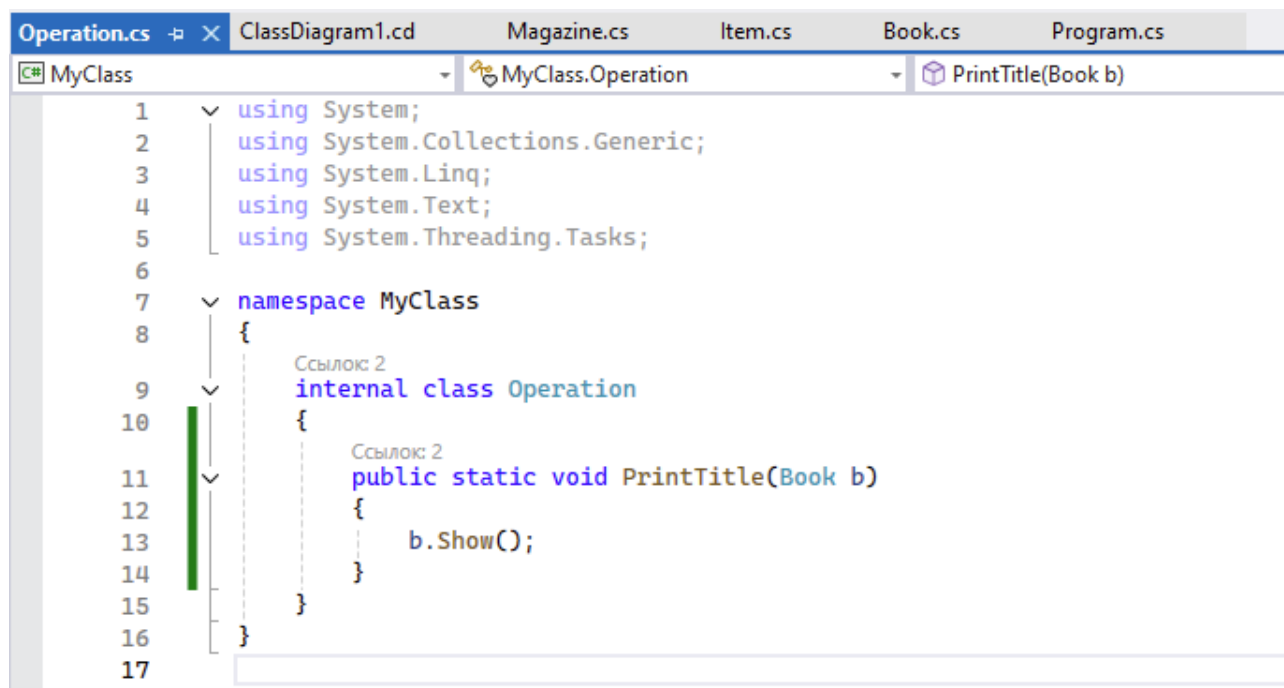 Operation.cs ClassDiagram1.cd Magazine.cs Item.cs Book.cs Program.cs
C# MyClass MyClass.Operation PrintTitle(Book b)
1 using System;
2 using System.Collections.Generic;
3 using System.Linq;
4 using System.Text;
5 using System.Threading.Tasks;
6
7 namespace MyClass
8 {
Ссылок: 2
9 internal class Operation
10 {
Ссылок: 2
11 public static void PrintTitle(Book b)
12 {
13 b.Show();
14 }
15 }
16 }
17